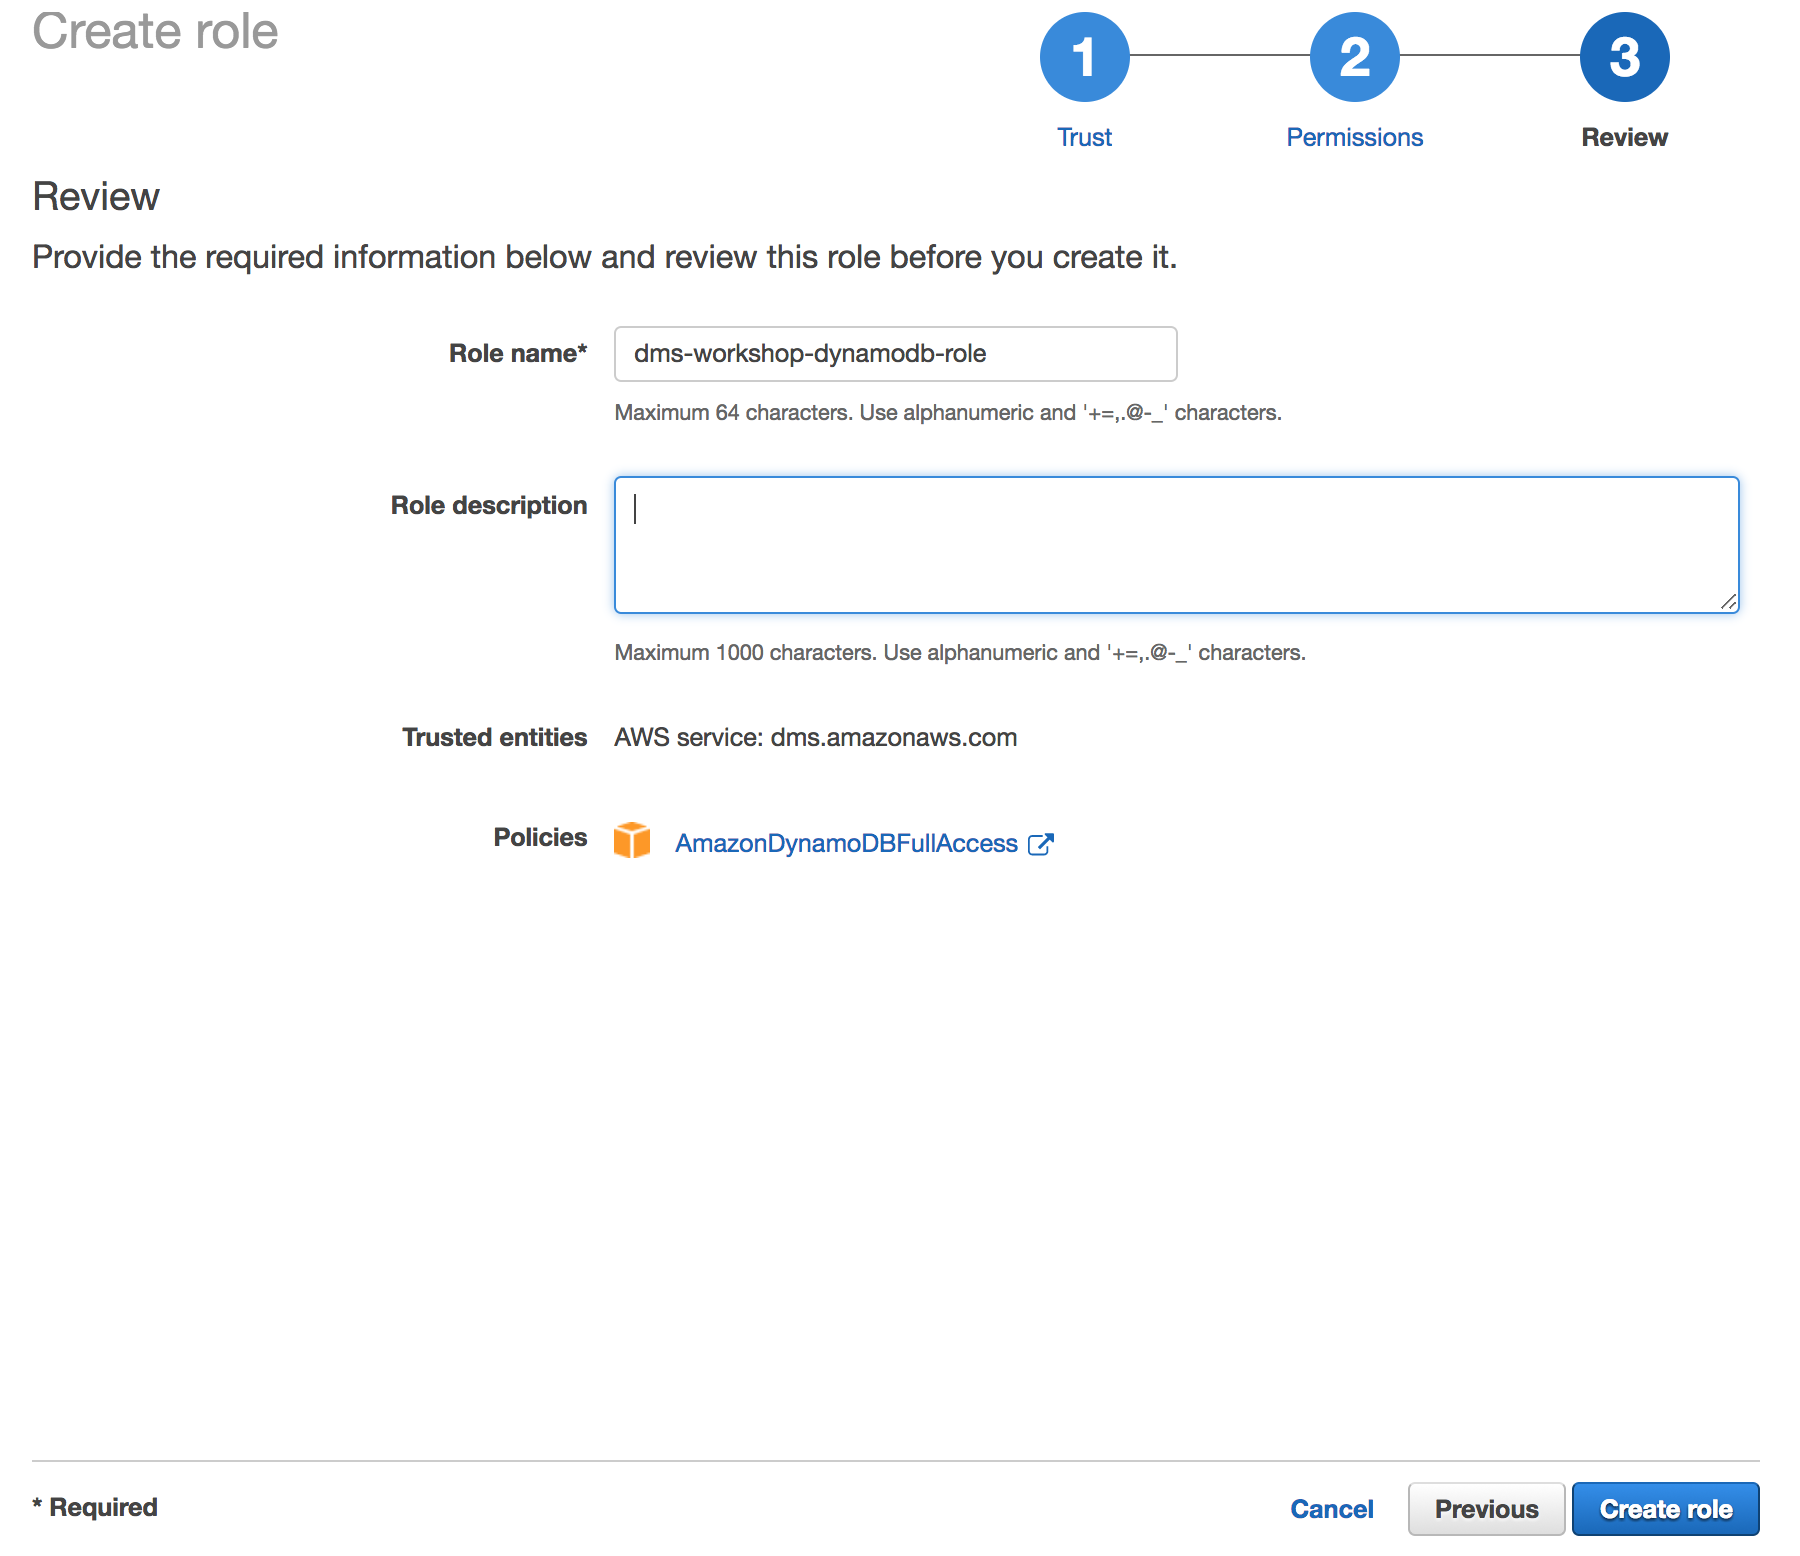 Create role
1
2
3
Trust
Permissions
Review
Review
Provide the required information below and review this role before you create it.
Role name*
dms-workshop-dynamodb-role
Maximum 64 characters. Use alphanumeric and '+=,.@-_' characters.
Role description
Maximum 1000 characters. Use alphanumeric and '+=,.@-_' characters.
Trusted entities
AWS service: dms.amazonaws.com
Policies
AmazonDynamoDBFullAccess
* Required
Cancel
Previous
Create role